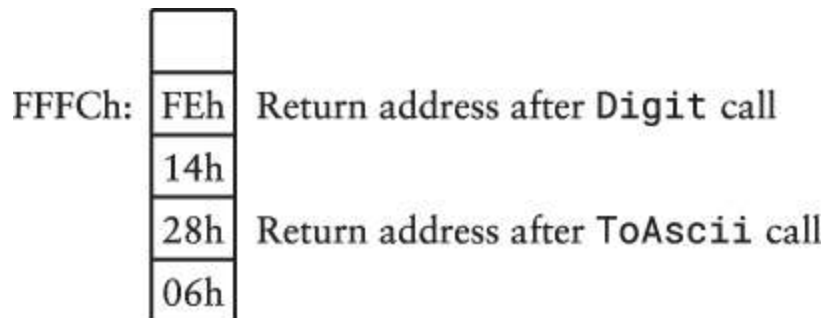 FFFCh: FEh Return address after Digit call
14h
28h Return address after ToAscii call
06h